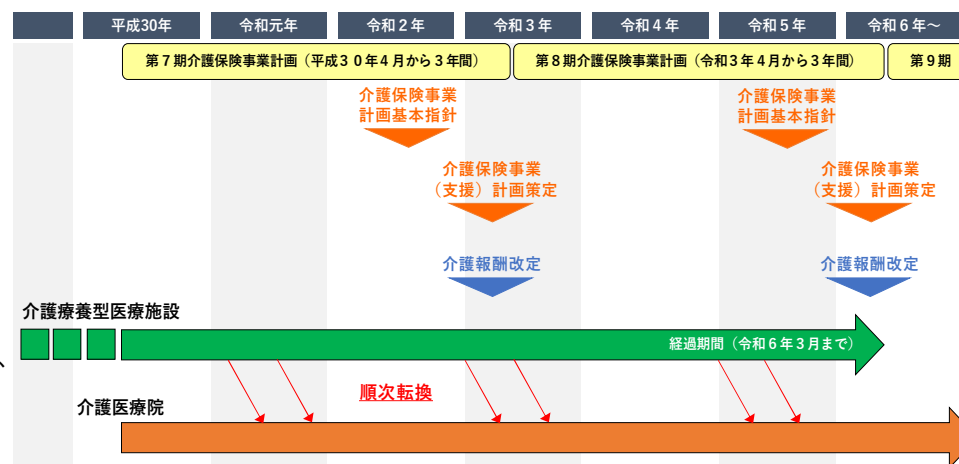 平成30年
令和元年
令和２年
令和３年
令和４年
令和５年
令和６年～
第７期介護保険事業計画（平成３０年４月から３年間）
第８期介護保険事業計画（令和３年４月から３年間）
第９期
介護保険事業
計画基本指針
介護保険事業
計画基本指針
介護保険事業
（支援）計画策定
介護保険事業
（支援）計画策定
介護報酬改定
介護報酬改定
介護療養型医療施設
経過期間（令和６年３月まで）
、
順次転換
介護医療院